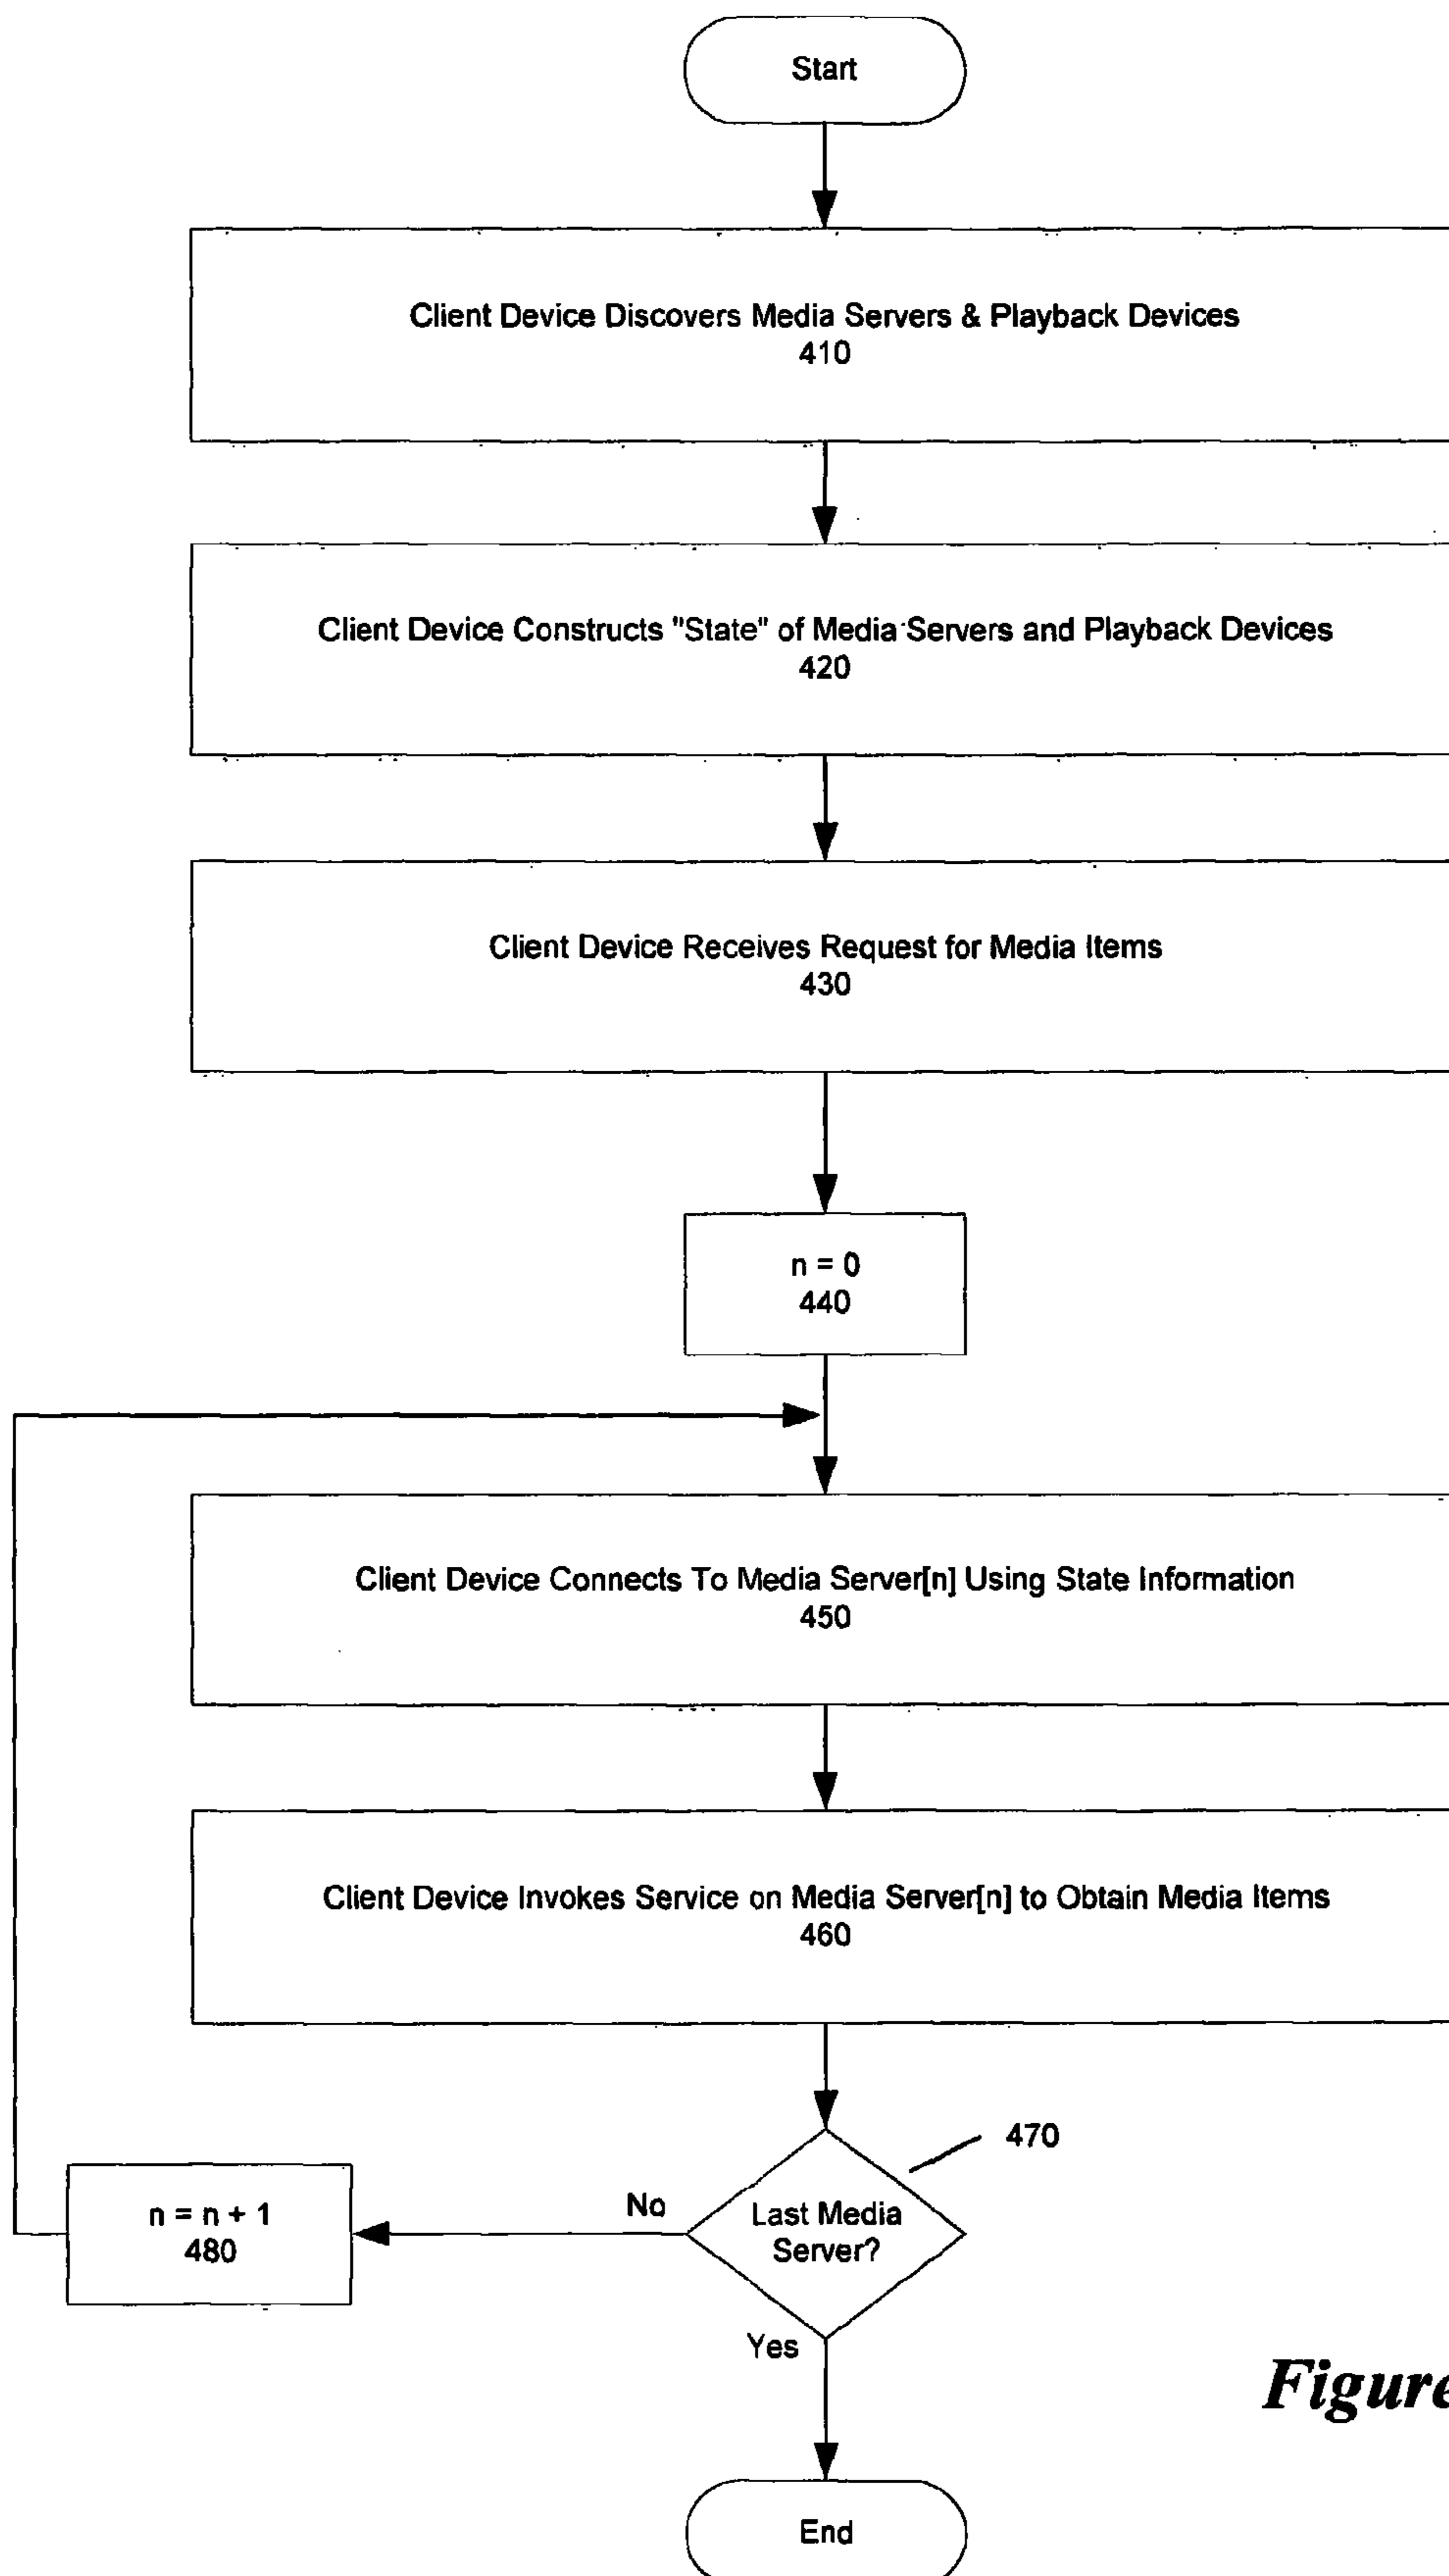 Start
Client Device Discovers Media Servers & Playback Devices
410
Client Device Constructs "State" of Media Servers and Playback Devices
420
Client Device Receives Request for Media Items
430
n = 0
440
Client Device Connects To Media Server[n] Using State Information
450
Client Device Invokes Service on Media Server[n] to Obtain Media Items
460
470
Last Media
Server?
No
n = n + 1
480
Yes
Figure
End